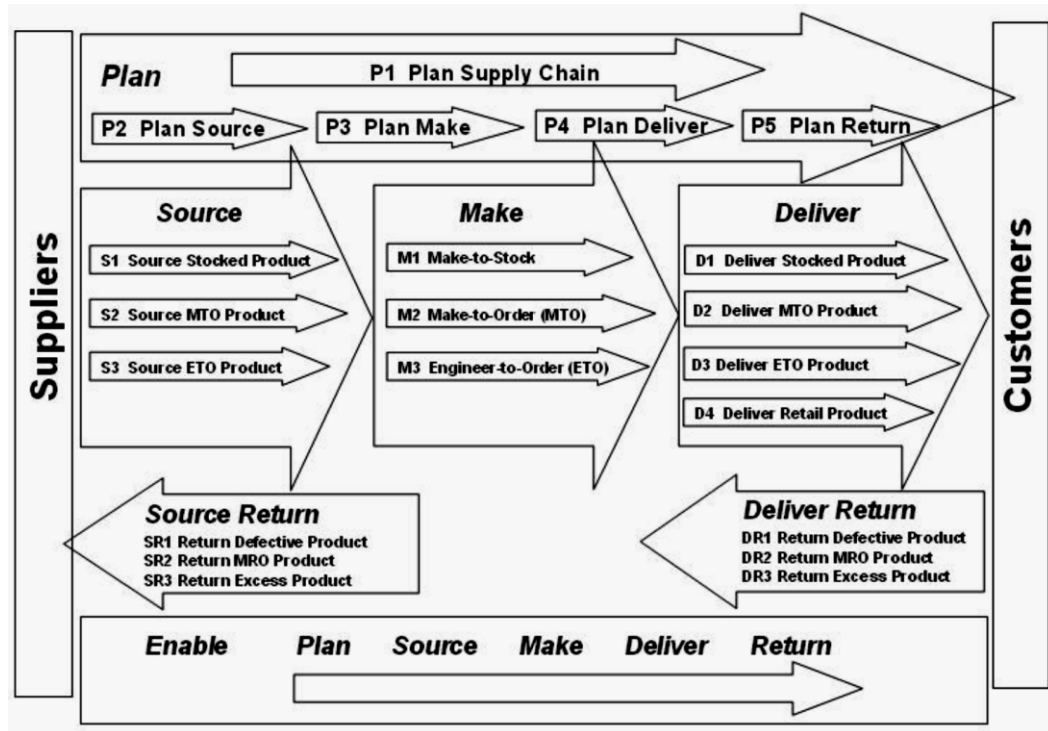 Suppliers
Plan
P1 Plan Supply Chain
P2 Plan Source
P3 Plan Make
P4 Plan Deliver
P5 Plan Return
Source
S1 Source Stocked Product
S2 Source MTO Product
S3 Source ETO Product
Make
M1 Make-to-Stock
M2 Make-to-Order (MTO)
M3 Engineer-to-Order (ETO)
Deliver
D1 Deliver Stocked Product
D2 Deliver MTO Product
D3 Deliver ETO Product
D4 Deliver Retail Product
Customers
Source Return
SR1 Return Defective Product
SR2 Return MRO Product
SR3 Return Excess Product
Deliver Return
DR1 Return Defective Product
DR2 Return MRO Product
DR3 Return Excess Product
Enable Plan Source Make Deliver Return